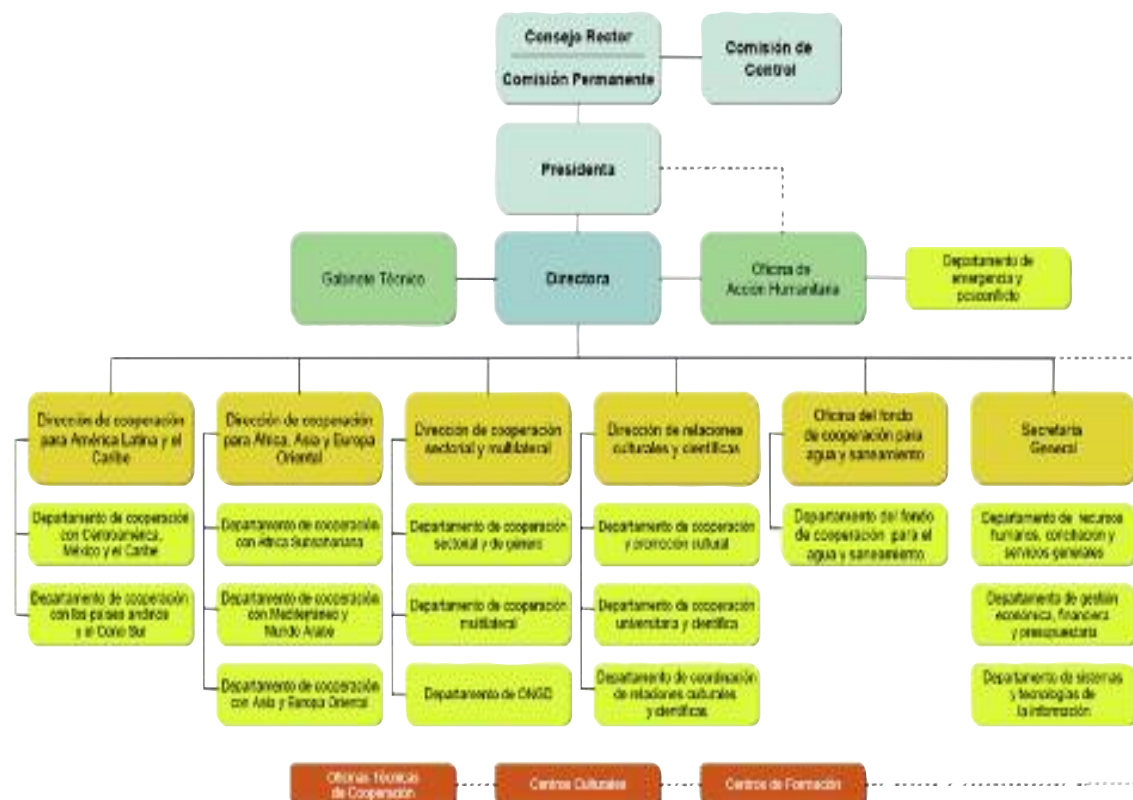 Consejo Rector
Comisión Permanente
Comisión de
Control
Presidenta
Gabinete Técnico
Directora
Oficina de
Acción Humanitaria
Departamento de
emergencia y
posconflicto
Dirección de cooperación
para América Latina y el
Caribe
Dirección de cooperación
para África, Asia y Europa
Oriental
Dirección de cooperación
sectorial y multilateral
Dirección de relaciones
culturales y científicas
Oficina del fondo
de cooperación para
agua y saneamiento
Secretaría
General
Departamento de cooperación
con Centroamérica,
México y el Caribe
Departamento de cooperación
con África Subsahariana
Departamento de cooperación
sectorial y de género
Departamento de cooperación
y promoción cultural
Departamento del fondo
de cooperación para el
agua y saneamiento
Departamento de recursos
humanos, conciliación y
servicios generales
Departamento de cooperación
con los países andinos
y el Cono Sur
Departamento de cooperación
con Mediterráneo y
Mundo Árabe
Departamento de cooperación
multilateral
Departamento de cooperación
universitaria y científica
Departamento de gestión
económica, financiera
y presupuestaria
Departamento de cooperación
con Asia y Europa Oriental
Departamento de ONGD
Departamento de coordinación
de relaciones culturales
y científicas
Departamento de sistemas
y tecnologías de
la información
Oficinas Técnicas
de Cooperación
Centros Culturales
Centros de Formación